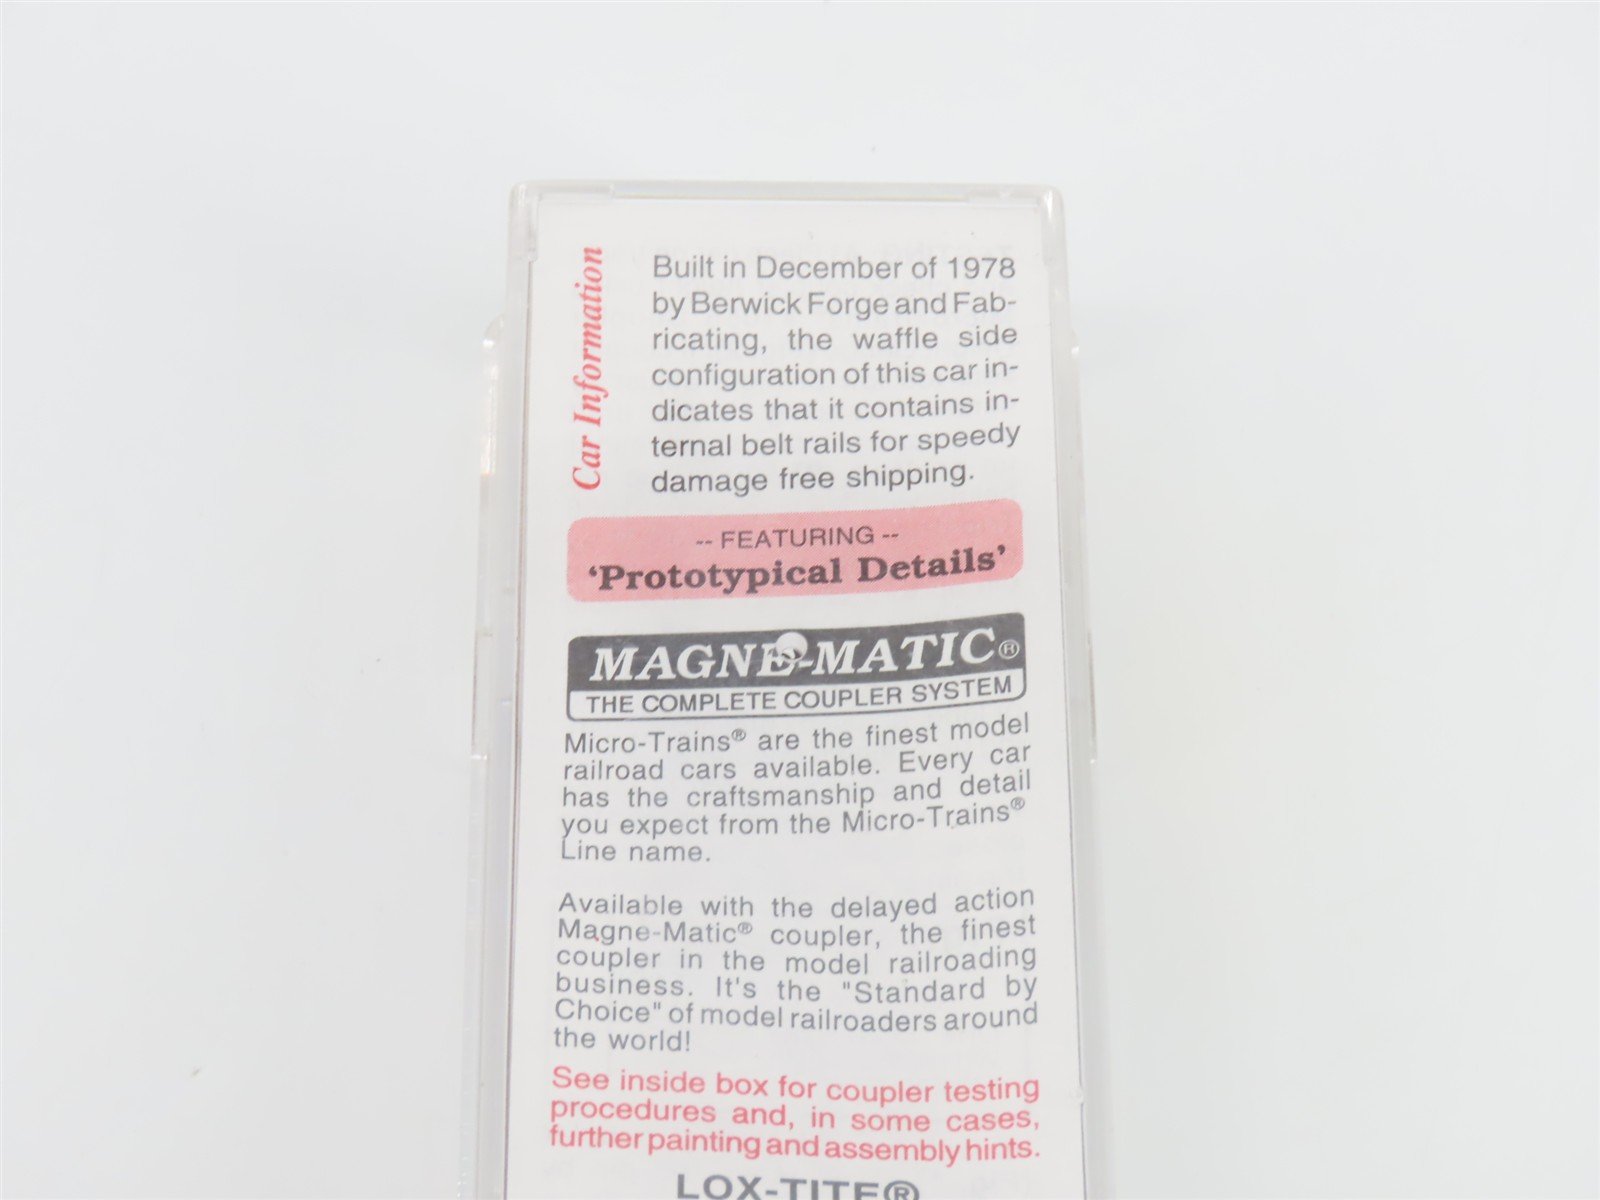 Car Information
Built in December of 1978
by Berwick Forge and Fab-
ricating, the waffle side
configuration of this car in-
dicates that it contains in-
ternal belt rails for speedy
damage free shipping.
-- FEATURING --
‘Prototypical Details’
MAGNE-MATIC®
THE COMPLETE COUPLER SYSTEM
Micro-Trains® are the finest model
railroad cars available. Every car
has the craftsmanship and detail
you expect from the Micro-Trains®
Line name.
Available with the delayed action
Magne-Matic® coupler, the finest
coupler in the model railroading
business. It's the "Standard by
Choice" of model railroaders around
the world!
See inside box for coupler testing
procedures and, in some cases,
further painting and assembly hints.
LOX-TITE®